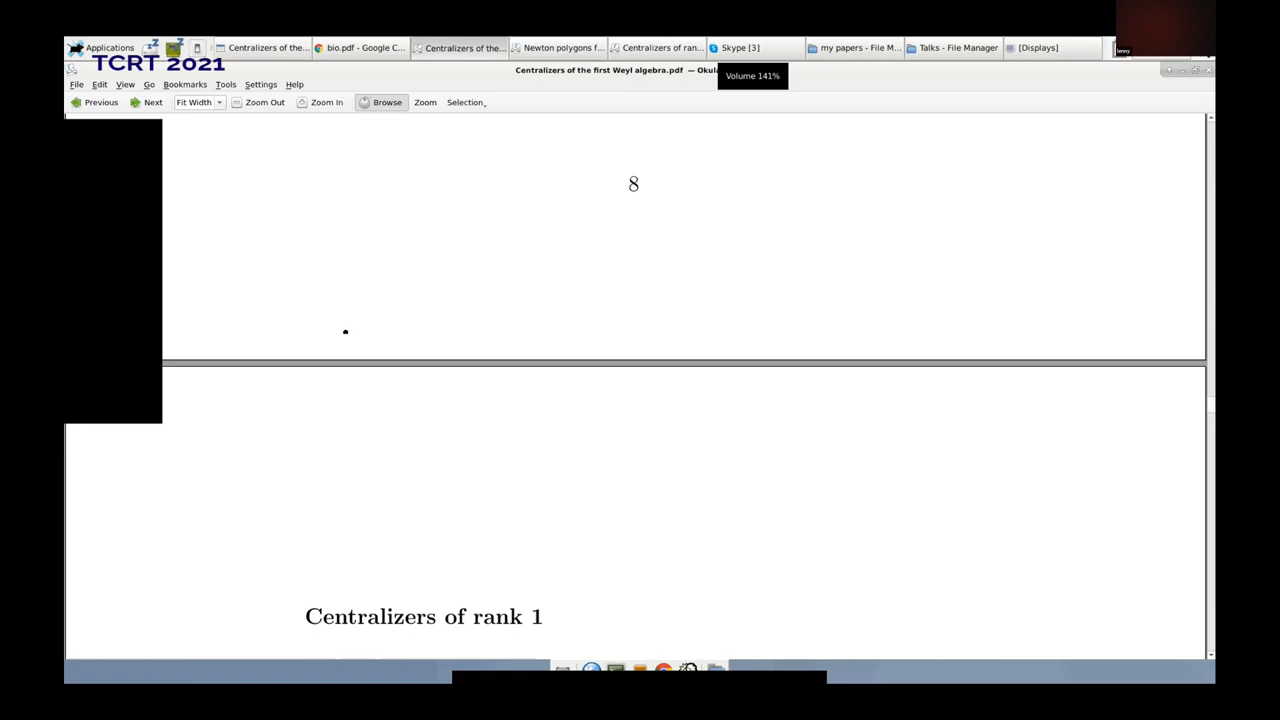 Applications
Centralizers of the...
bio.pdf - Google C...
Centralizers of the...
Newton polygons f...
Centralizers of ran...
Skype [3]
my papers - File M...
Talks - File Manager
[Displays]
TCRT 2021
Centralizers of the first Weyl algebra.pdf — Okul
Volume 141%
File Edit View Go Bookmarks Tools Settings Help
Previous Next Fit Width Zoom Out Zoom In Browse Zoom Selection
8
Centralizers of rank 1